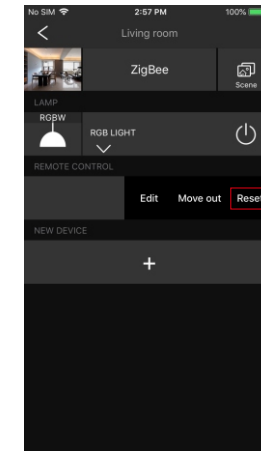 No SIM 2:57 PM 100%
Living room
ZigBee
Scene
LAMP
RGBW
RGB LIGHT
REMOTE CONTROL
Edit Move out Reset
NEW DEVICE
+